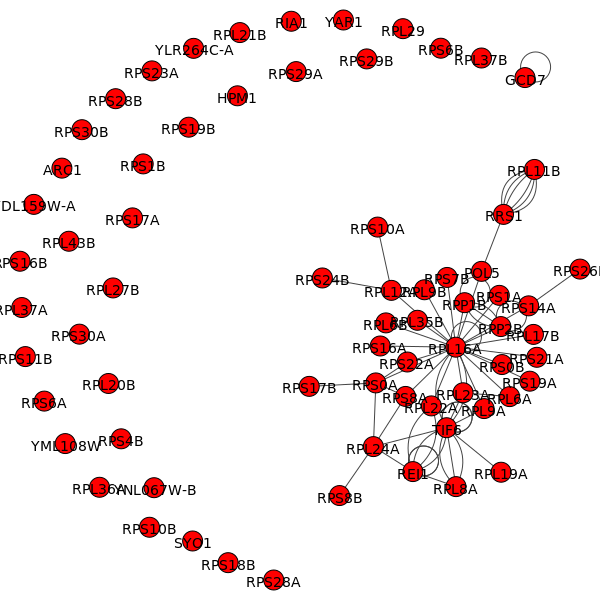 RIA1
YAR1
RPL29
RPL21B
YLR264C-A
RPS6B
RPL37B
RPS29B
RPS29A
RPS23A
GCD7
HPM1
RPS28B
RPS19B
RPS30B
RPS1B
ARC1
RPL11B
YDL159W-A
RRS1
RPS17A
RPS10A
RPL43B
RPS16B
POL5
RPS26B
RPS24B
RPS7B
RPL9B
RPL27B
RPS1A
PPP1B
RPS14A
RPL37A
RPL6B
RPL35B
RPP2B
RPL17B
RPS30A
RPS16A
RPL16A
RPS11B
RPS22A
RPS0B
RPS21A
RPL20B
RPS17B
RPS0A
RPS19A
RPS6A
RPS8A
RPL23A
RPL6A
RPL22A
RPL9A
TIF6
YML108W
RPS4B
RPL24A
REI1
RPL19A
RPL36A
YNL067W-B
RPL8A
RPS8B
RPS10B
SYO1
RPS18B
RPS28A